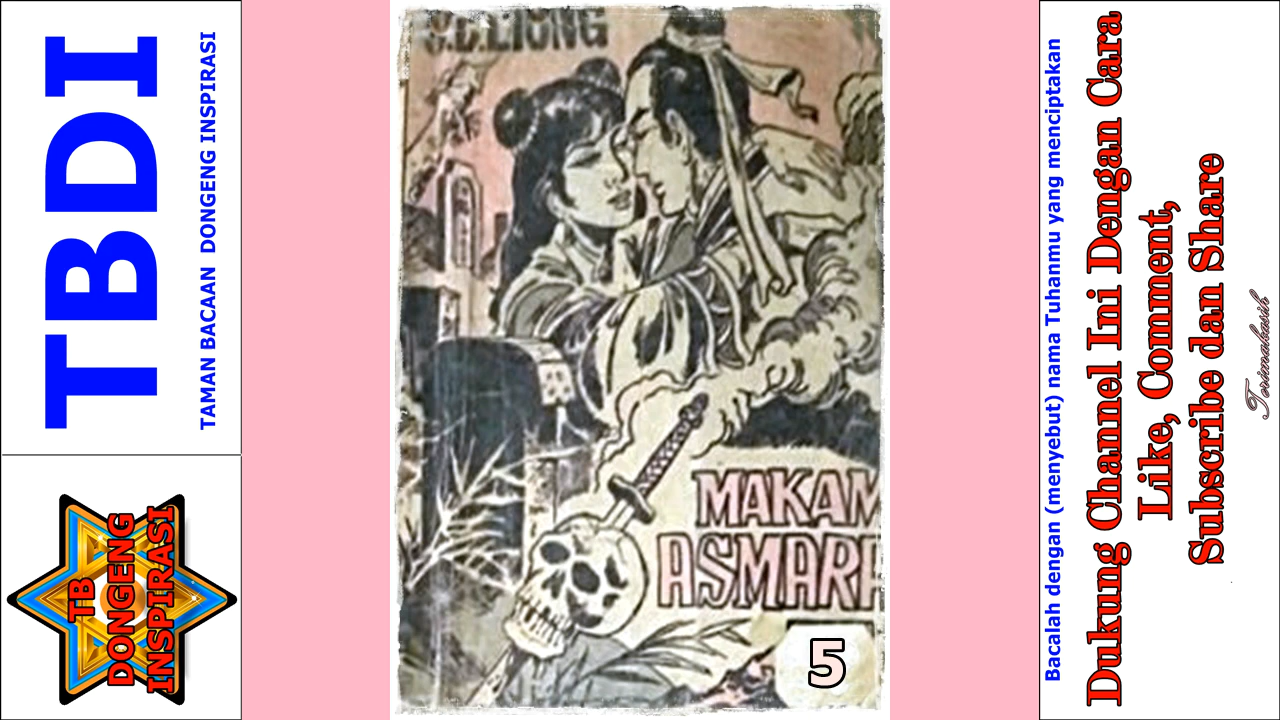 TBDI
TAMAN BACAAN DONGENG INSPIRASI
TB
DONGENG
INSPIRASI
MAKAM
ASMARA
5
Bacalah dengan (menyebut) nama Tuhanmu yang menciptakan
Dukung Channel Ini Dengan Cara
Like, Comment,
Subscribe dan Share
Terimakasih